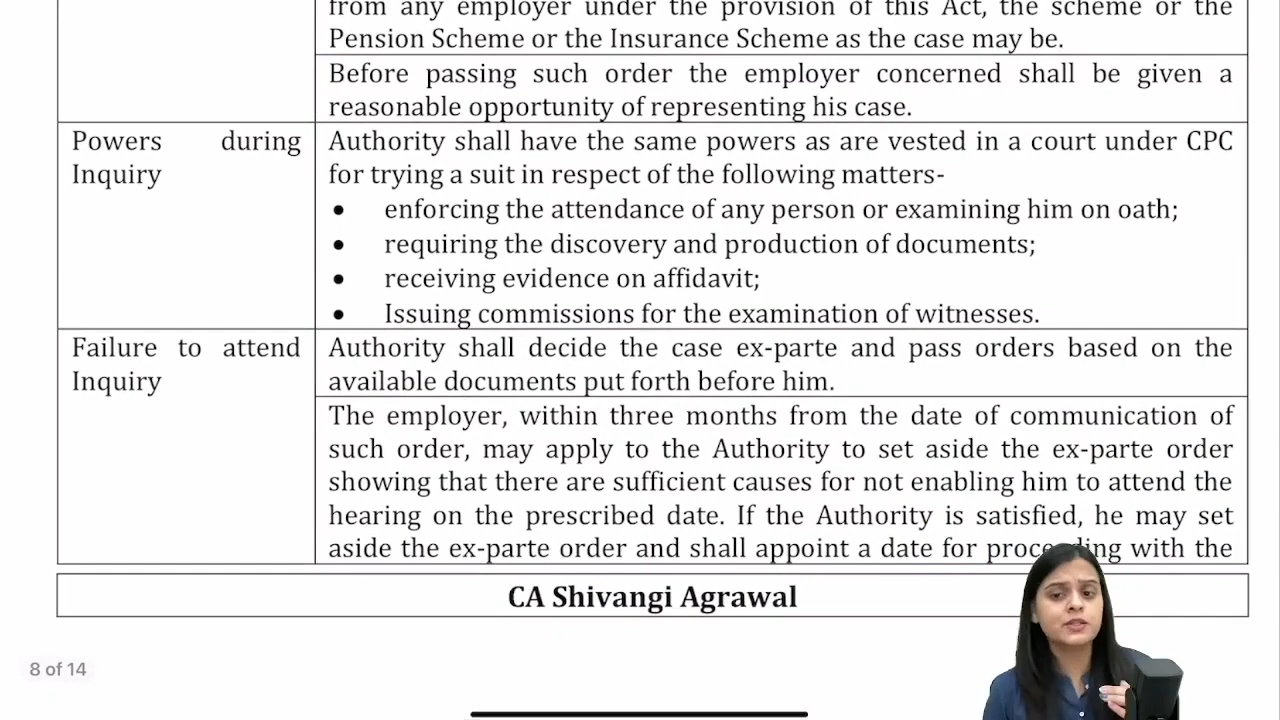 from any employer under the provision of this Act, the scheme or the
Pension Scheme or the Insurance Scheme as the case may be.
Before passing such order the employer concerned shall be given a
reasonable opportunity of representing his case.
Powers during
Inquiry
Authority shall have the same powers as are vested in a court under CPC
for trying a suit in respect of the following matters-
• enforcing the attendance of any person or examining him on oath;
• requiring the discovery and production of documents;
• receiving evidence on affidavit;
• Issuing commissions for the examination of witnesses.
Failure to attend
Inquiry
Authority shall decide the case ex-parte and pass orders based on the
available documents put forth before him.
The employer, within three months from the date of communication of
such order, may apply to the Authority to set aside the ex-parte order
showing that there are sufficient causes for not enabling him to attend the
hearing on the prescribed date. If the Authority is satisfied, he may set
aside the ex-parte order and shall appoint a date for proceeding with the
CA Shivangi Agrawal
8 of 14